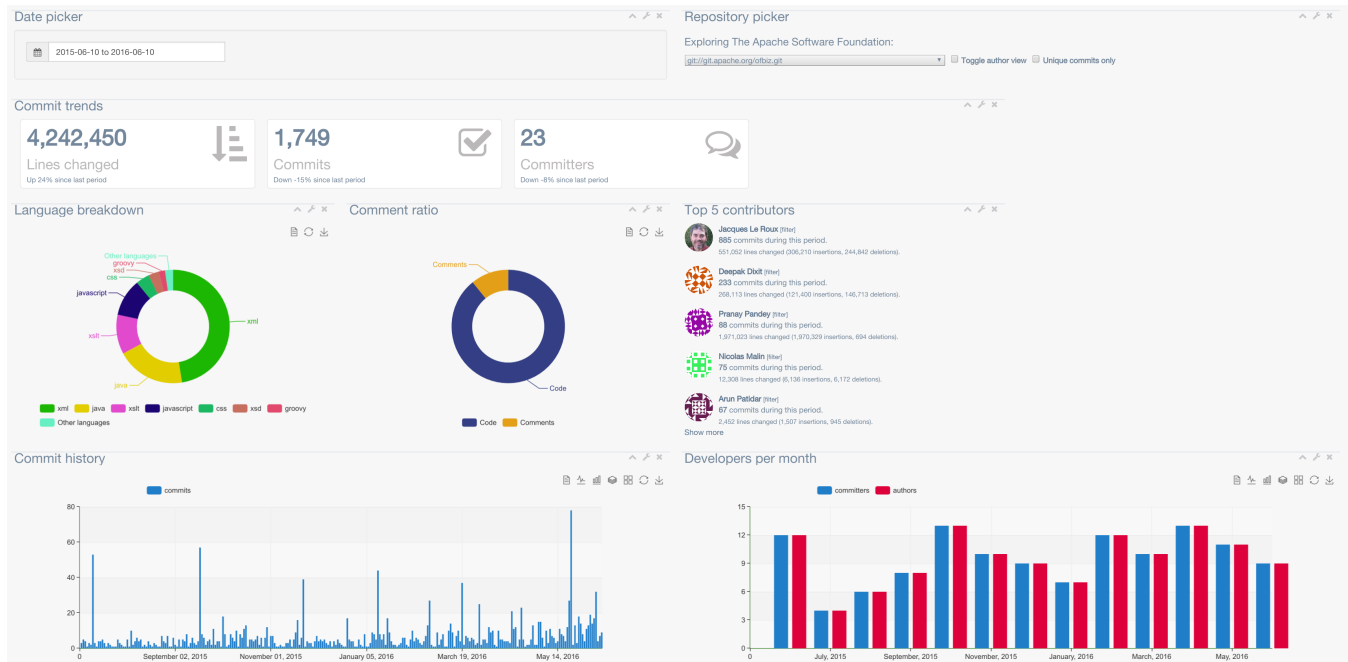 Date picker
2015-06-10 to 2016-06-10
Repository picker
Exploring The Apache Software Foundation:
git://git.apache.org/ofbiz.git
Toggle author view
Unique commits only
Commit trends
4,242,450
Lines changed
Up 24% since last period
1,749
Commits
Down -15% since last period
23
Committers
Down -8% since last period
Language breakdown
Other languages
groovy
xsd
css
javascript
xslt
java
xml
xml java xslt javascript css xsd groovy
Other languages
Comment ratio
Comments
Code
Code Comments
Top 5 contributors
Jacques Le Roux [filter]
885 commits during this period.
551,052 lines changed (306,210 insertions, 244,842 deletions).
Deepak Dixit [filter]
233 commits during this period.
268,113 lines changed (121,400 insertions, 146,713 deletions).
Pranay Pandey [filter]
88 commits during this period.
1,971,023 lines changed (1,970,329 insertions, 694 deletions).
Nicolas Malin [filter]
75 commits during this period.
12,308 lines changed (6,136 insertions, 6,172 deletions).
Arun Patidar [filter]
67 commits during this period.
2,452 lines changed (1,507 insertions, 945 deletions).
Show more
Commit history
commits
80
60
40
20
0
0 September 02, 2015 November 01, 2015 January 05, 2016 March 19, 2016 May 14, 2016
Developers per month
committers authors
15
12
9
6
3
0
0 July, 2015 September, 2015 November, 2015 January, 2016 March, 2016 May, 2016